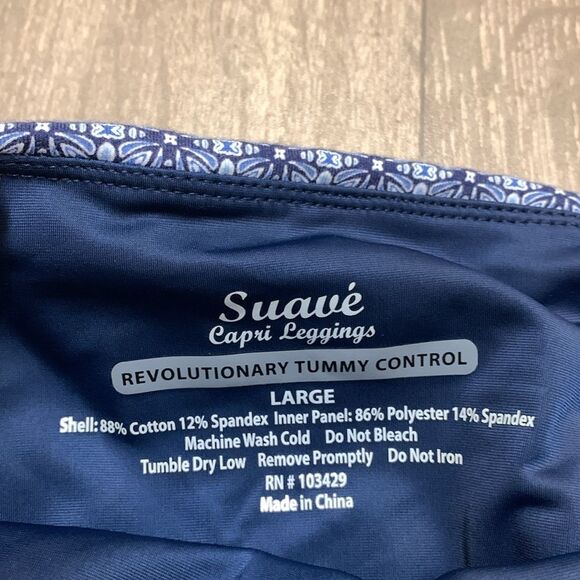 Suavé
Capri Leggings
REVOLUTIONARY TUMMY CONTROL
LARGE
Shell: 88% Cotton 12% Spandex Inner Panel: 86% Polyester 14% Spandex
Machine Wash Cold Do Not Bleach
Tumble Dry Low Remove Promptly Do Not Iron
RN # 103429
Made in China